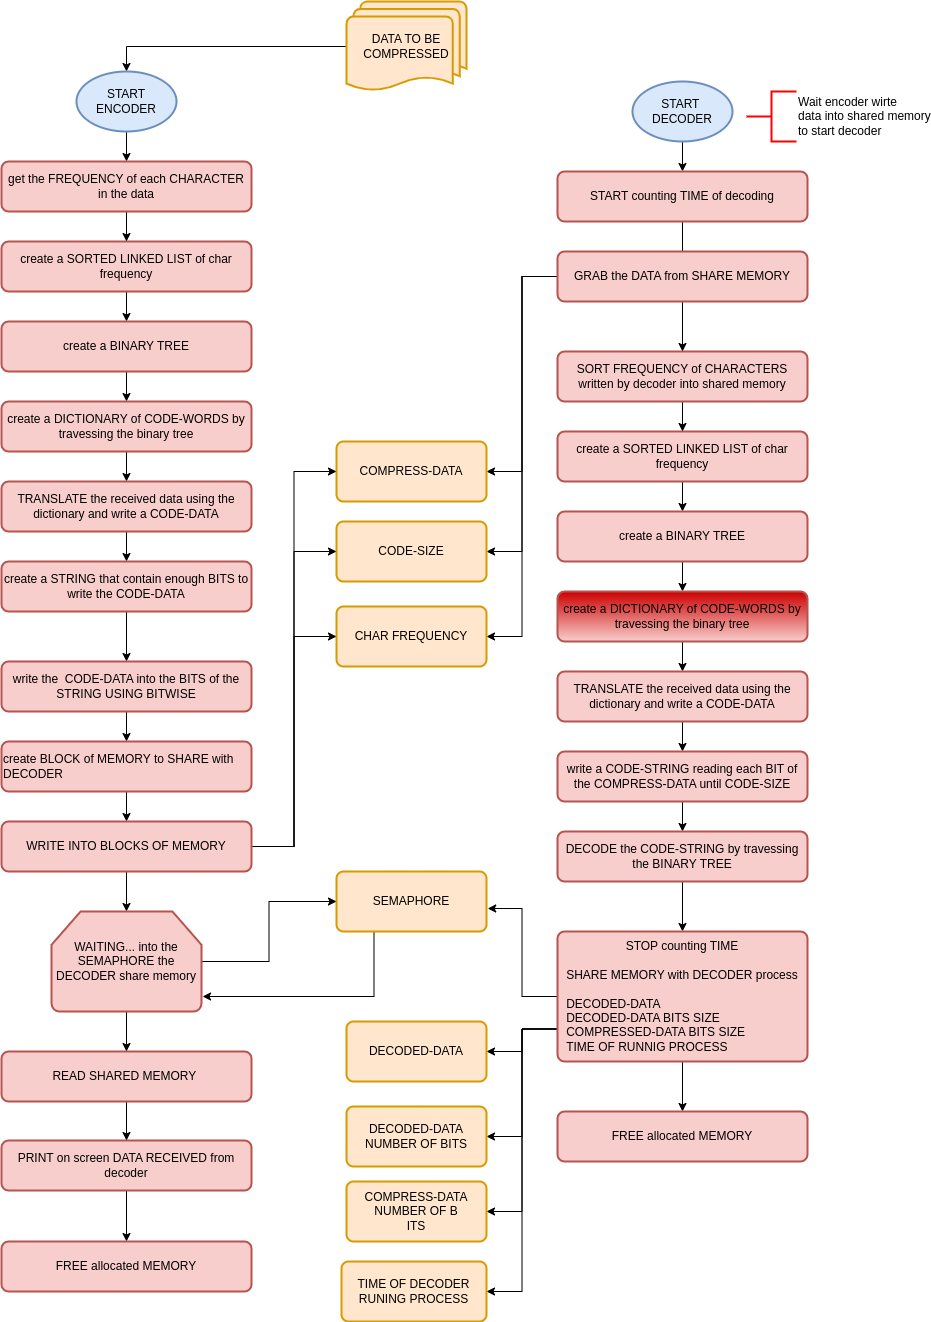 DATA TO BE
COMPRESSED
START
ENCODER
get the FREQUENCY of each CHARACTER
in the data
create a SORTED LINKED LIST of char
frequency
create a BINARY TREE
create a DICTIONARY of CODE-WORDS by
travessing the binary tree
TRANSLATE the received data using the
dictionary and write a CODE-DATA
create a STRING that contain enough BITS to
write the CODE-DATA
write the  CODE-DATA into the BITS of the
STRING USING BITWISE
create BLOCK of MEMORY to SHARE with
DECODER
WRITE INTO BLOCKS OF MEMORY
WAITING... into the
SEMAPHORE the
DECODER share memory
READ SHARED MEMORY
PRINT on screen DATA RECEIVED from
decoder
FREE allocated MEMORY
COMPRESS-DATA
CODE-SIZE
CHAR FREQUENCY
SEMAPHORE
DECODED-DATA
DECODED-DATA
NUMBER OF BITS
COMPRESS-DATA
NUMBER OF B
ITS
TIME OF DECODER
RUNING PROCESS
START
DECODER
Wait encoder wirte
data into shared memory
to start decoder
START counting TIME of decoding
GRAB the DATA from SHARE MEMORY
SORT FREQUENCY of CHARACTERS
written by decoder into shared memory
create a SORTED LINKED LIST of char
frequency
create a BINARY TREE
create a DICTIONARY of CODE-WORDS by
travessing the binary tree
TRANSLATE the received data using the
dictionary and write a CODE-DATA
write a CODE-STRING reading each BIT of
the COMPRESS-DATA until CODE-SIZE
DECODE the CODE-STRING by travessing
the BINARY TREE
STOP counting TIME
SHARE MEMORY with DECODER process
DECODED-DATA
DECODED-DATA BITS SIZE
COMPRESSED-DATA BITS SIZE
TIME OF RUNNIG PROCESS
FREE allocated MEMORY